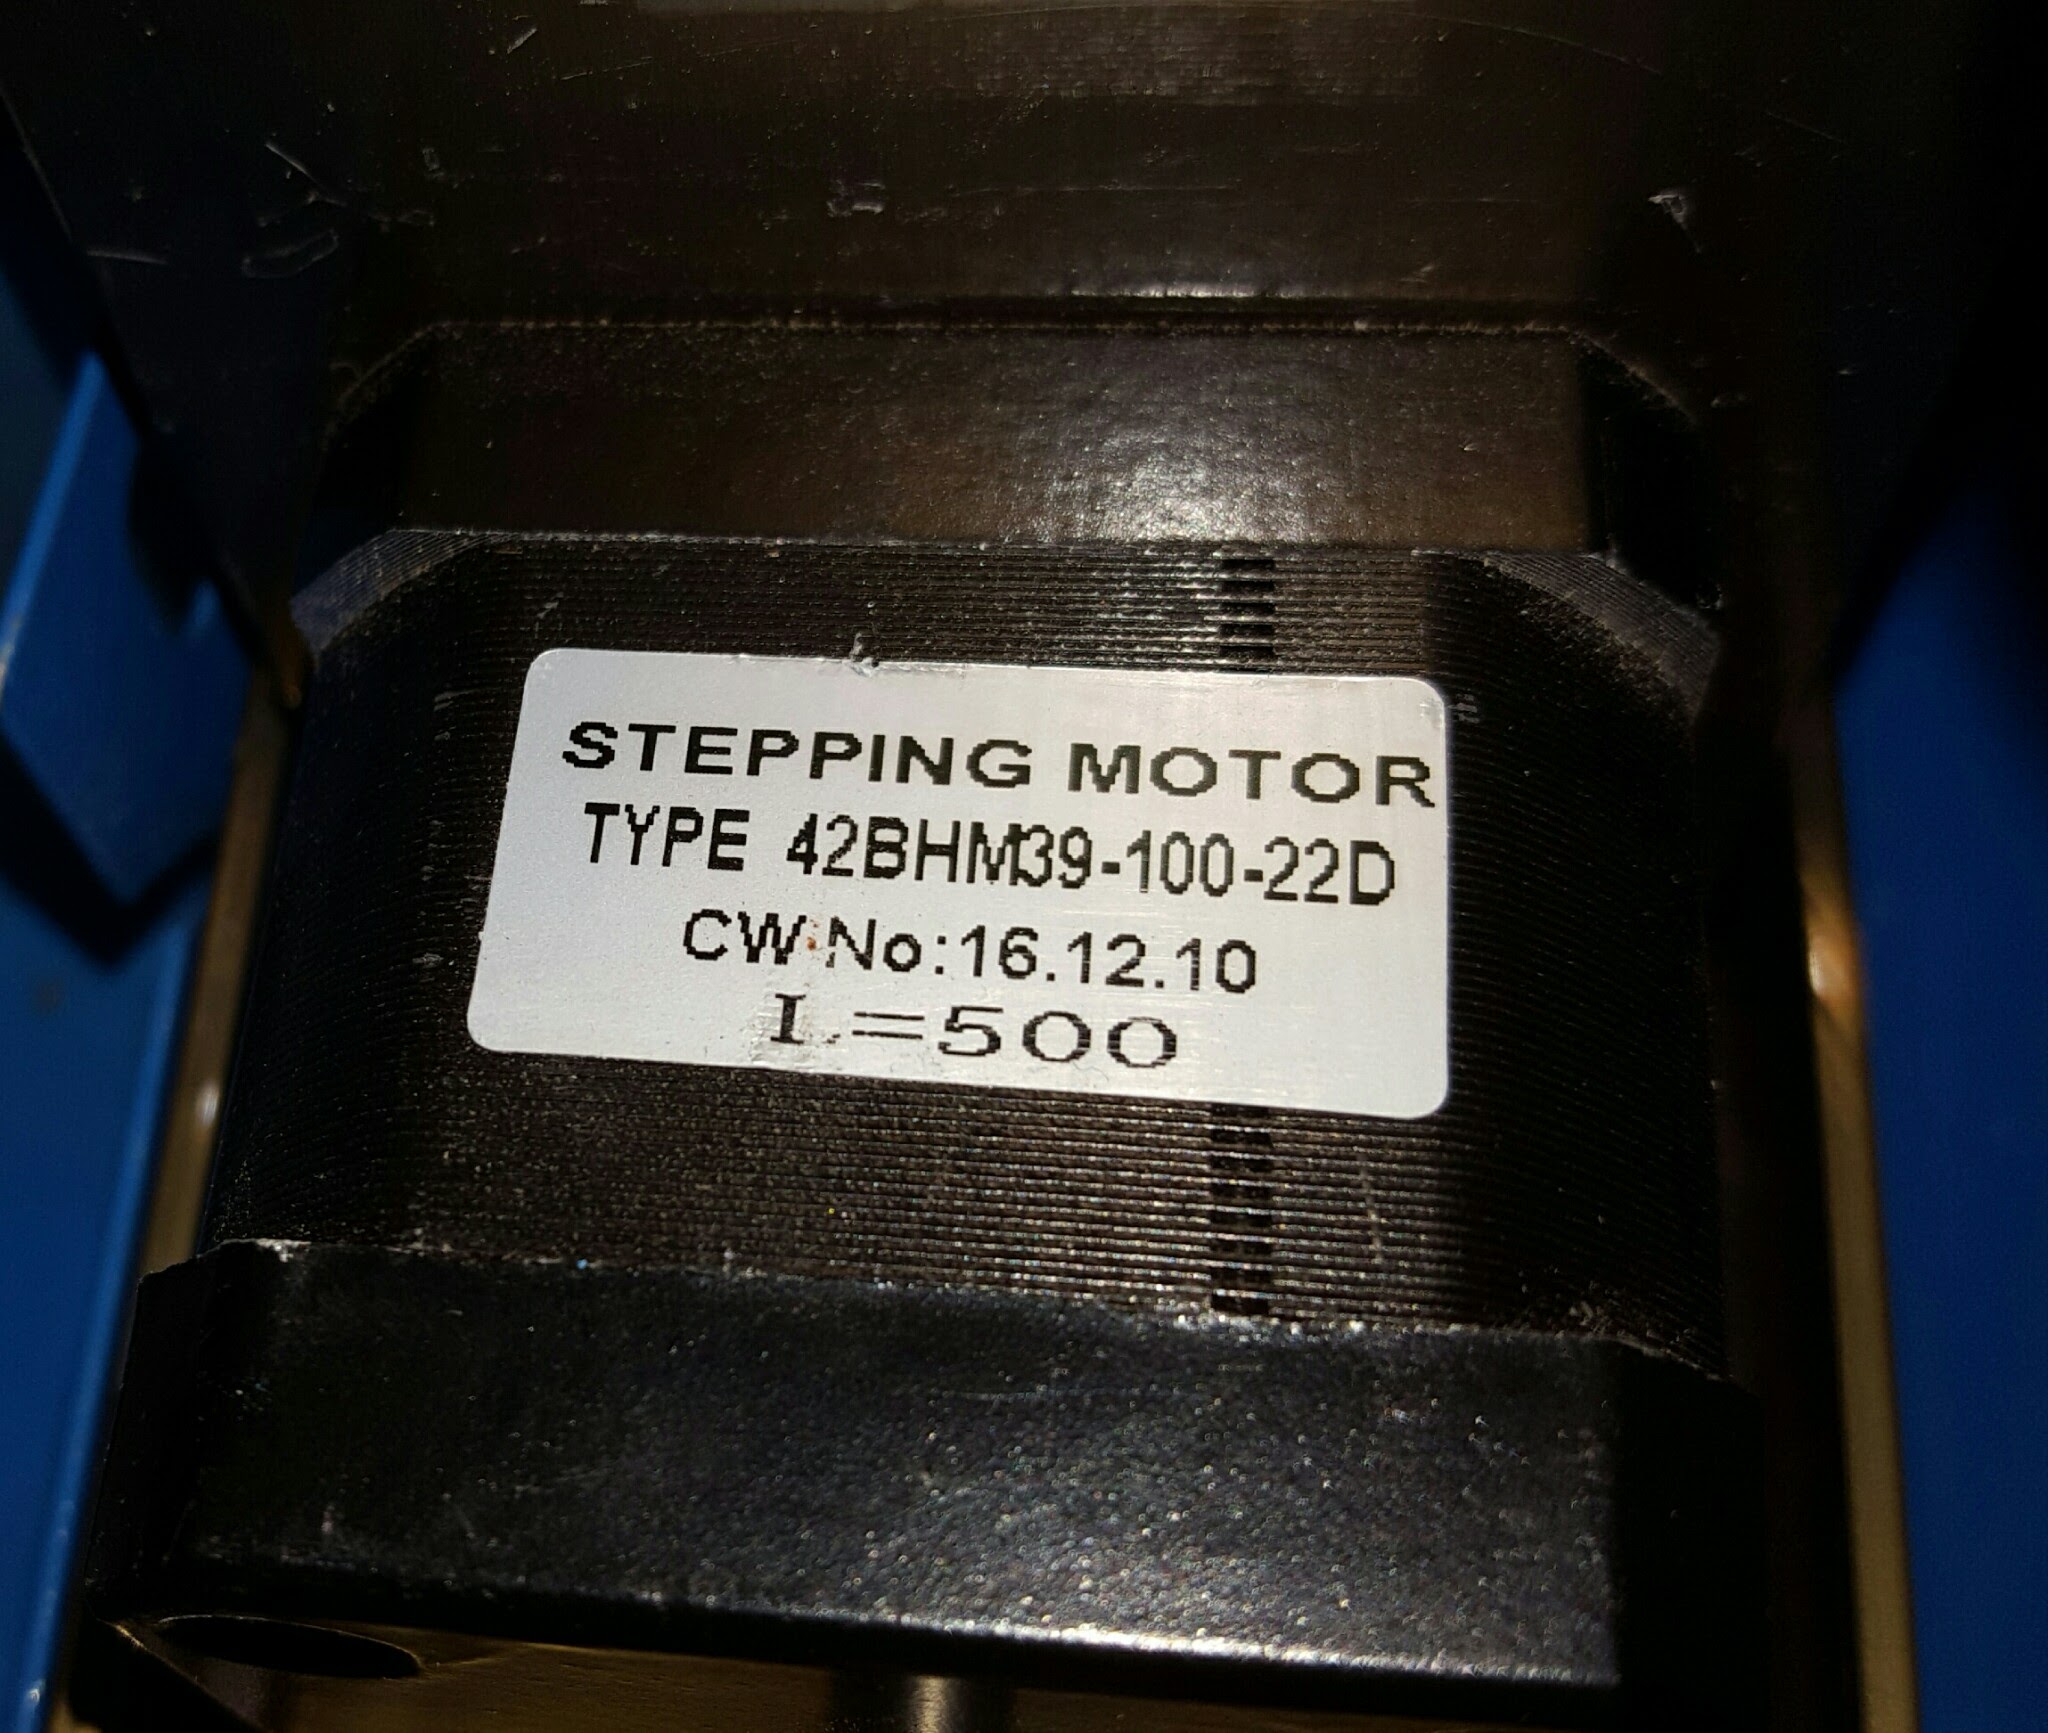 STEPPING MOTOR
TYPE 42BHM39-100-22D
CW No:16.12.10
L=500